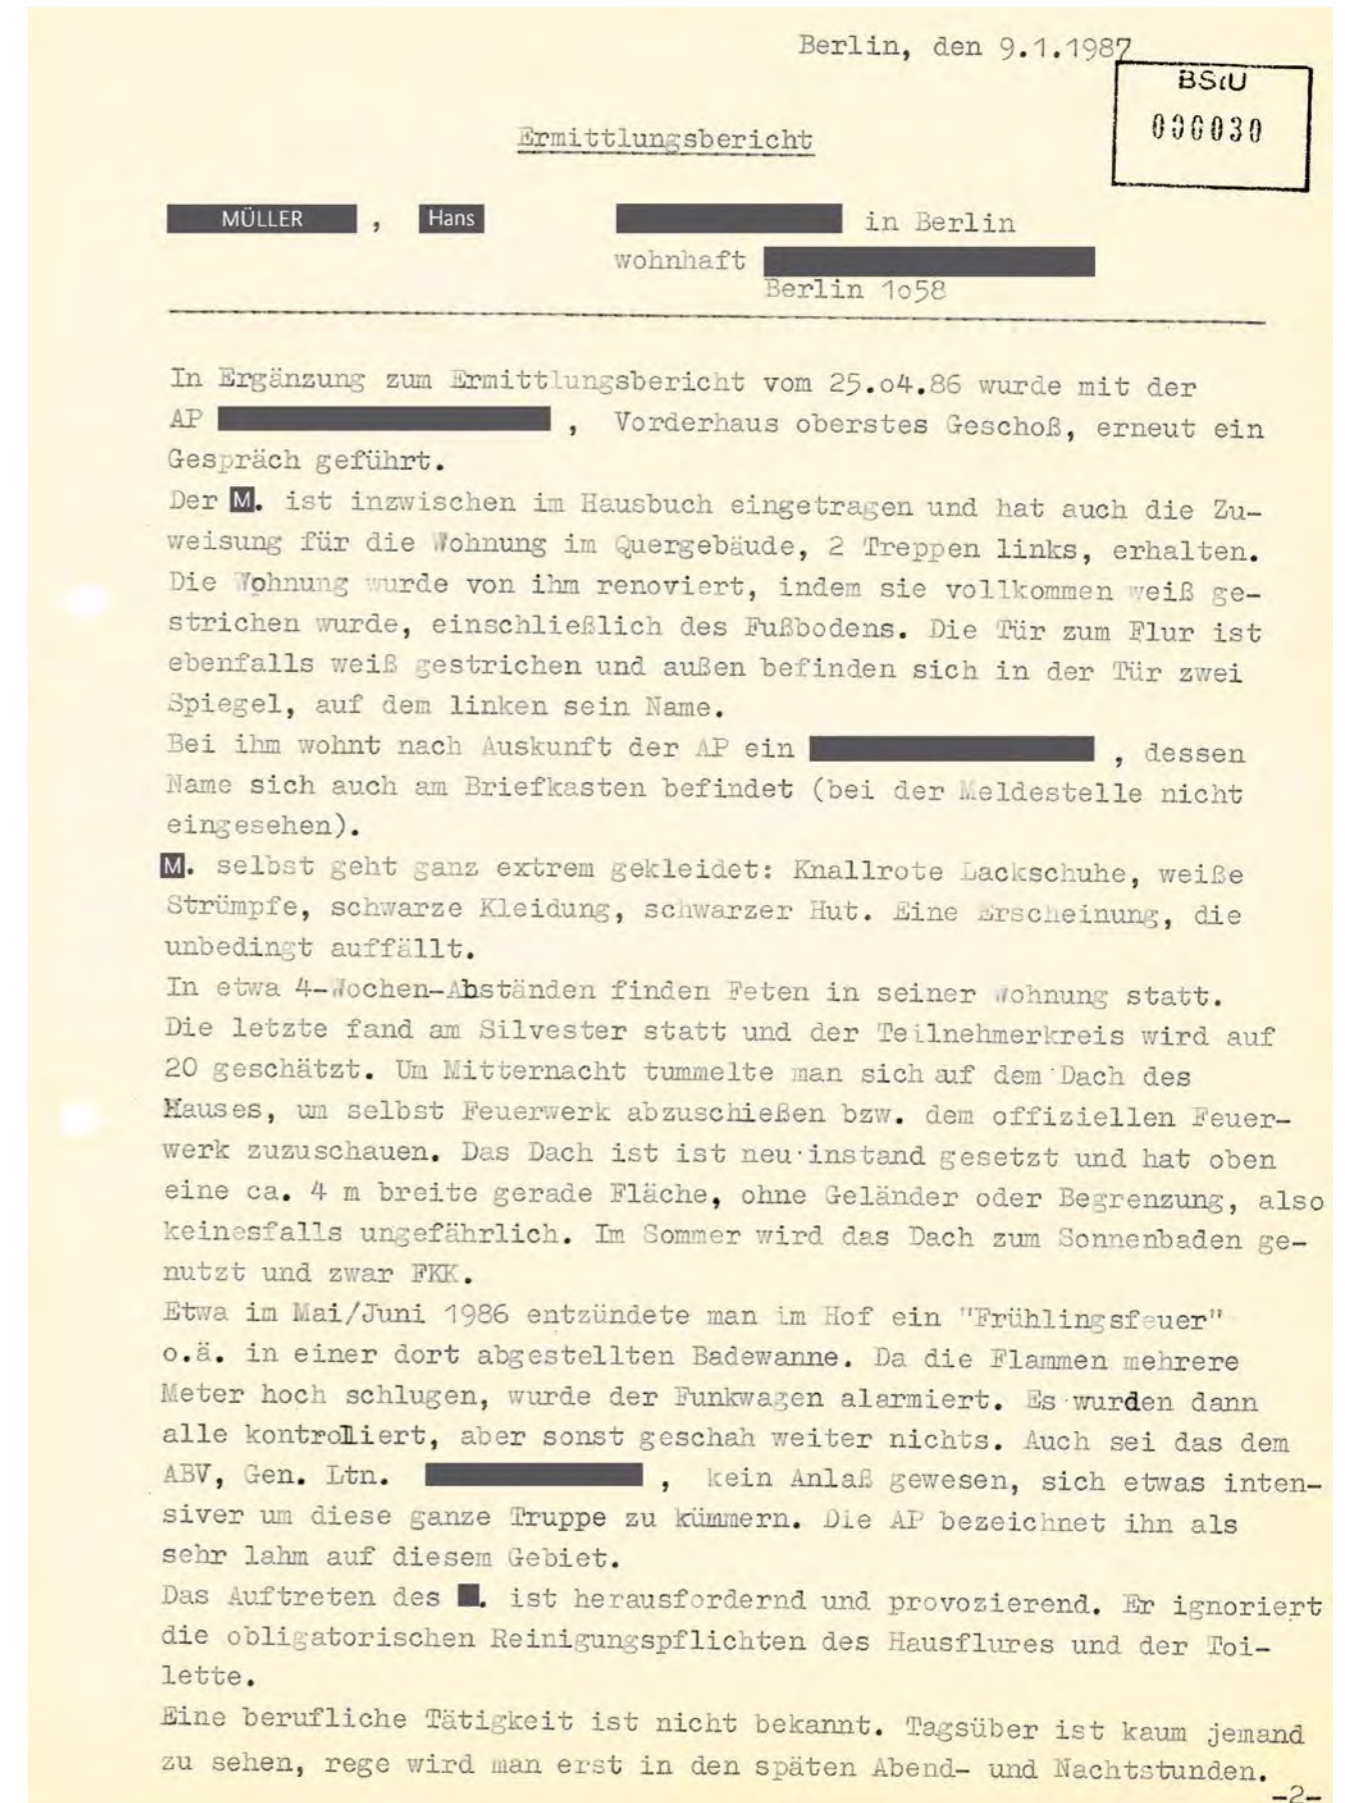 Berlin, den 9.1.1987
BStU
000030
Ermittlungsbericht
MÜLLER , Hans in Berlin
wohnhaft
Berlin 1o58
In Ergänzung zum Ermittlungsbericht vom 25.o4.86 wurde mit der
AP , Vorderhaus oberstes Geschoß, erneut ein
Gespräch geführt.
Der M. ist inzwischen im Hausbuch eingetragen und hat auch die Zu-
weisung für die Wohnung im Quergebäude, 2 Treppen links, erhalten.
Die Wohnung wurde von ihm renoviert, indem sie vollkommen weiß ge-
strichen wurde, einschließlich des Fußbodens. Die Tür zum Flur ist
ebenfalls weiß gestrichen und außen befinden sich in der Tür zwei
Spiegel, auf dem linken sein Name.
Bei ihm wohnt nach Auskunft der AP ein , dessen
Name sich auch am Briefkasten befindet (bei der Meldestelle nicht
eingesehen).
M. selbst geht ganz extrem gekleidet: Knallrote Lackschuhe, weiße
Strümpfe, schwarze Kleidung, schwarzer Hut. Eine Erscheinung, die
unbedingt auffällt.
In etwa 4-Wochen-Abständen finden Feten in seiner Wohnung statt.
Die letzte fand am Silvester statt und der Teilnehmerkreis wird auf
20 geschätzt. Um Mitternacht tummelte man sich auf dem Dach des
Hauses, um selbst Feuerwerk abzuschießen bzw. dem offiziellen Feuer-
werk zuzuschauen. Das Dach ist ist neu instand gesetzt und hat oben
eine ca. 4 m breite gerade Fläche, ohne Geländer oder Begrenzung, also
keinesfalls ungefährlich. Im Sommer wird das Dach zum Sonnenbaden ge-
nutzt und zwar FKK.
Etwa im Mai/Juni 1986 entzündete man im Hof ein "Frühlingsfeuer"
o.ä. in einer dort abgestellten Badewanne. Da die Flammen mehrere
Meter hoch schlugen, wurde der Funkwagen alarmiert. Es wurden dann
alle kontrolliert, aber sonst geschah weiter nichts. Auch sei das dem
ABV, Gen. Ltn. , kein Anlaß gewesen, sich etwas inten-
siver um diese ganze Truppe zu kümmern. Die AP bezeichnet ihn als
sehr lahm auf diesem Gebiet.
Das Auftreten des . ist herausfordernd und provozierend. Er ignoriert
die obligatorischen Reinigungspflichten des Hausflures und der Toi-
lette.
Eine berufliche Tätigkeit ist nicht bekannt. Tagsüber ist kaum jemand
zu sehen, rege wird man erst in den späten Abend- und Nachtstunden.
-2-